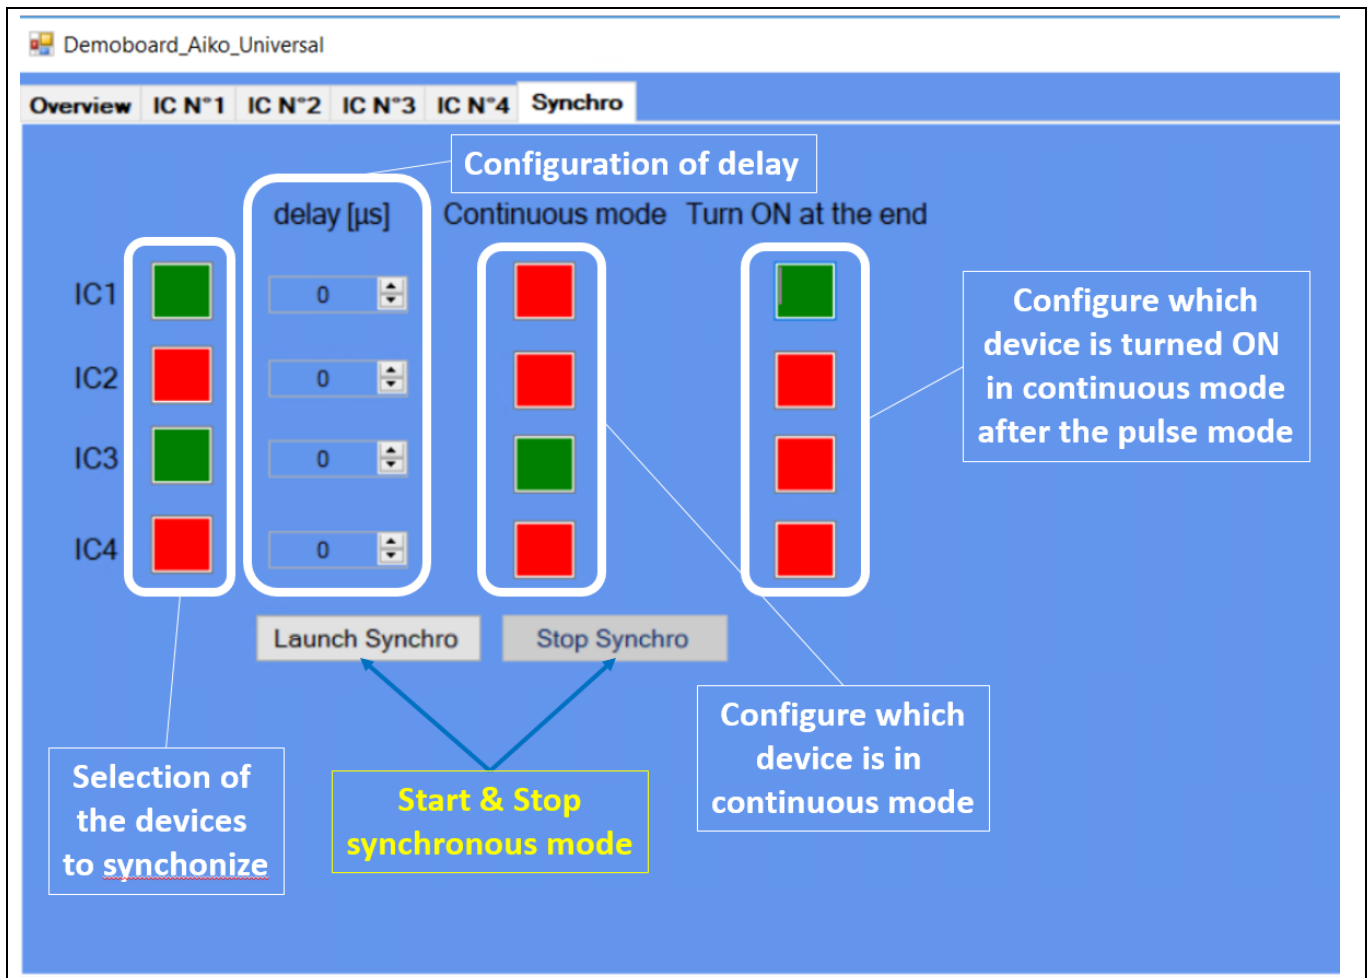 Demoboard_Aiko_Universal
Overview IC N°1 IC N°2 IC N°3 IC N°4 Synchro
Configuration of delay
delay [µs] Continuous mode Turn ON at the end
IC1 0
IC2 0
IC3 0
IC4 0
Configure which
device is turned ON
in continuous mode
after the pulse mode
Launch Synchro Stop Synchro
Configure which
device is in
continuous mode
Selection of
the devices
to synchonize
Start & Stop
synchronous mode